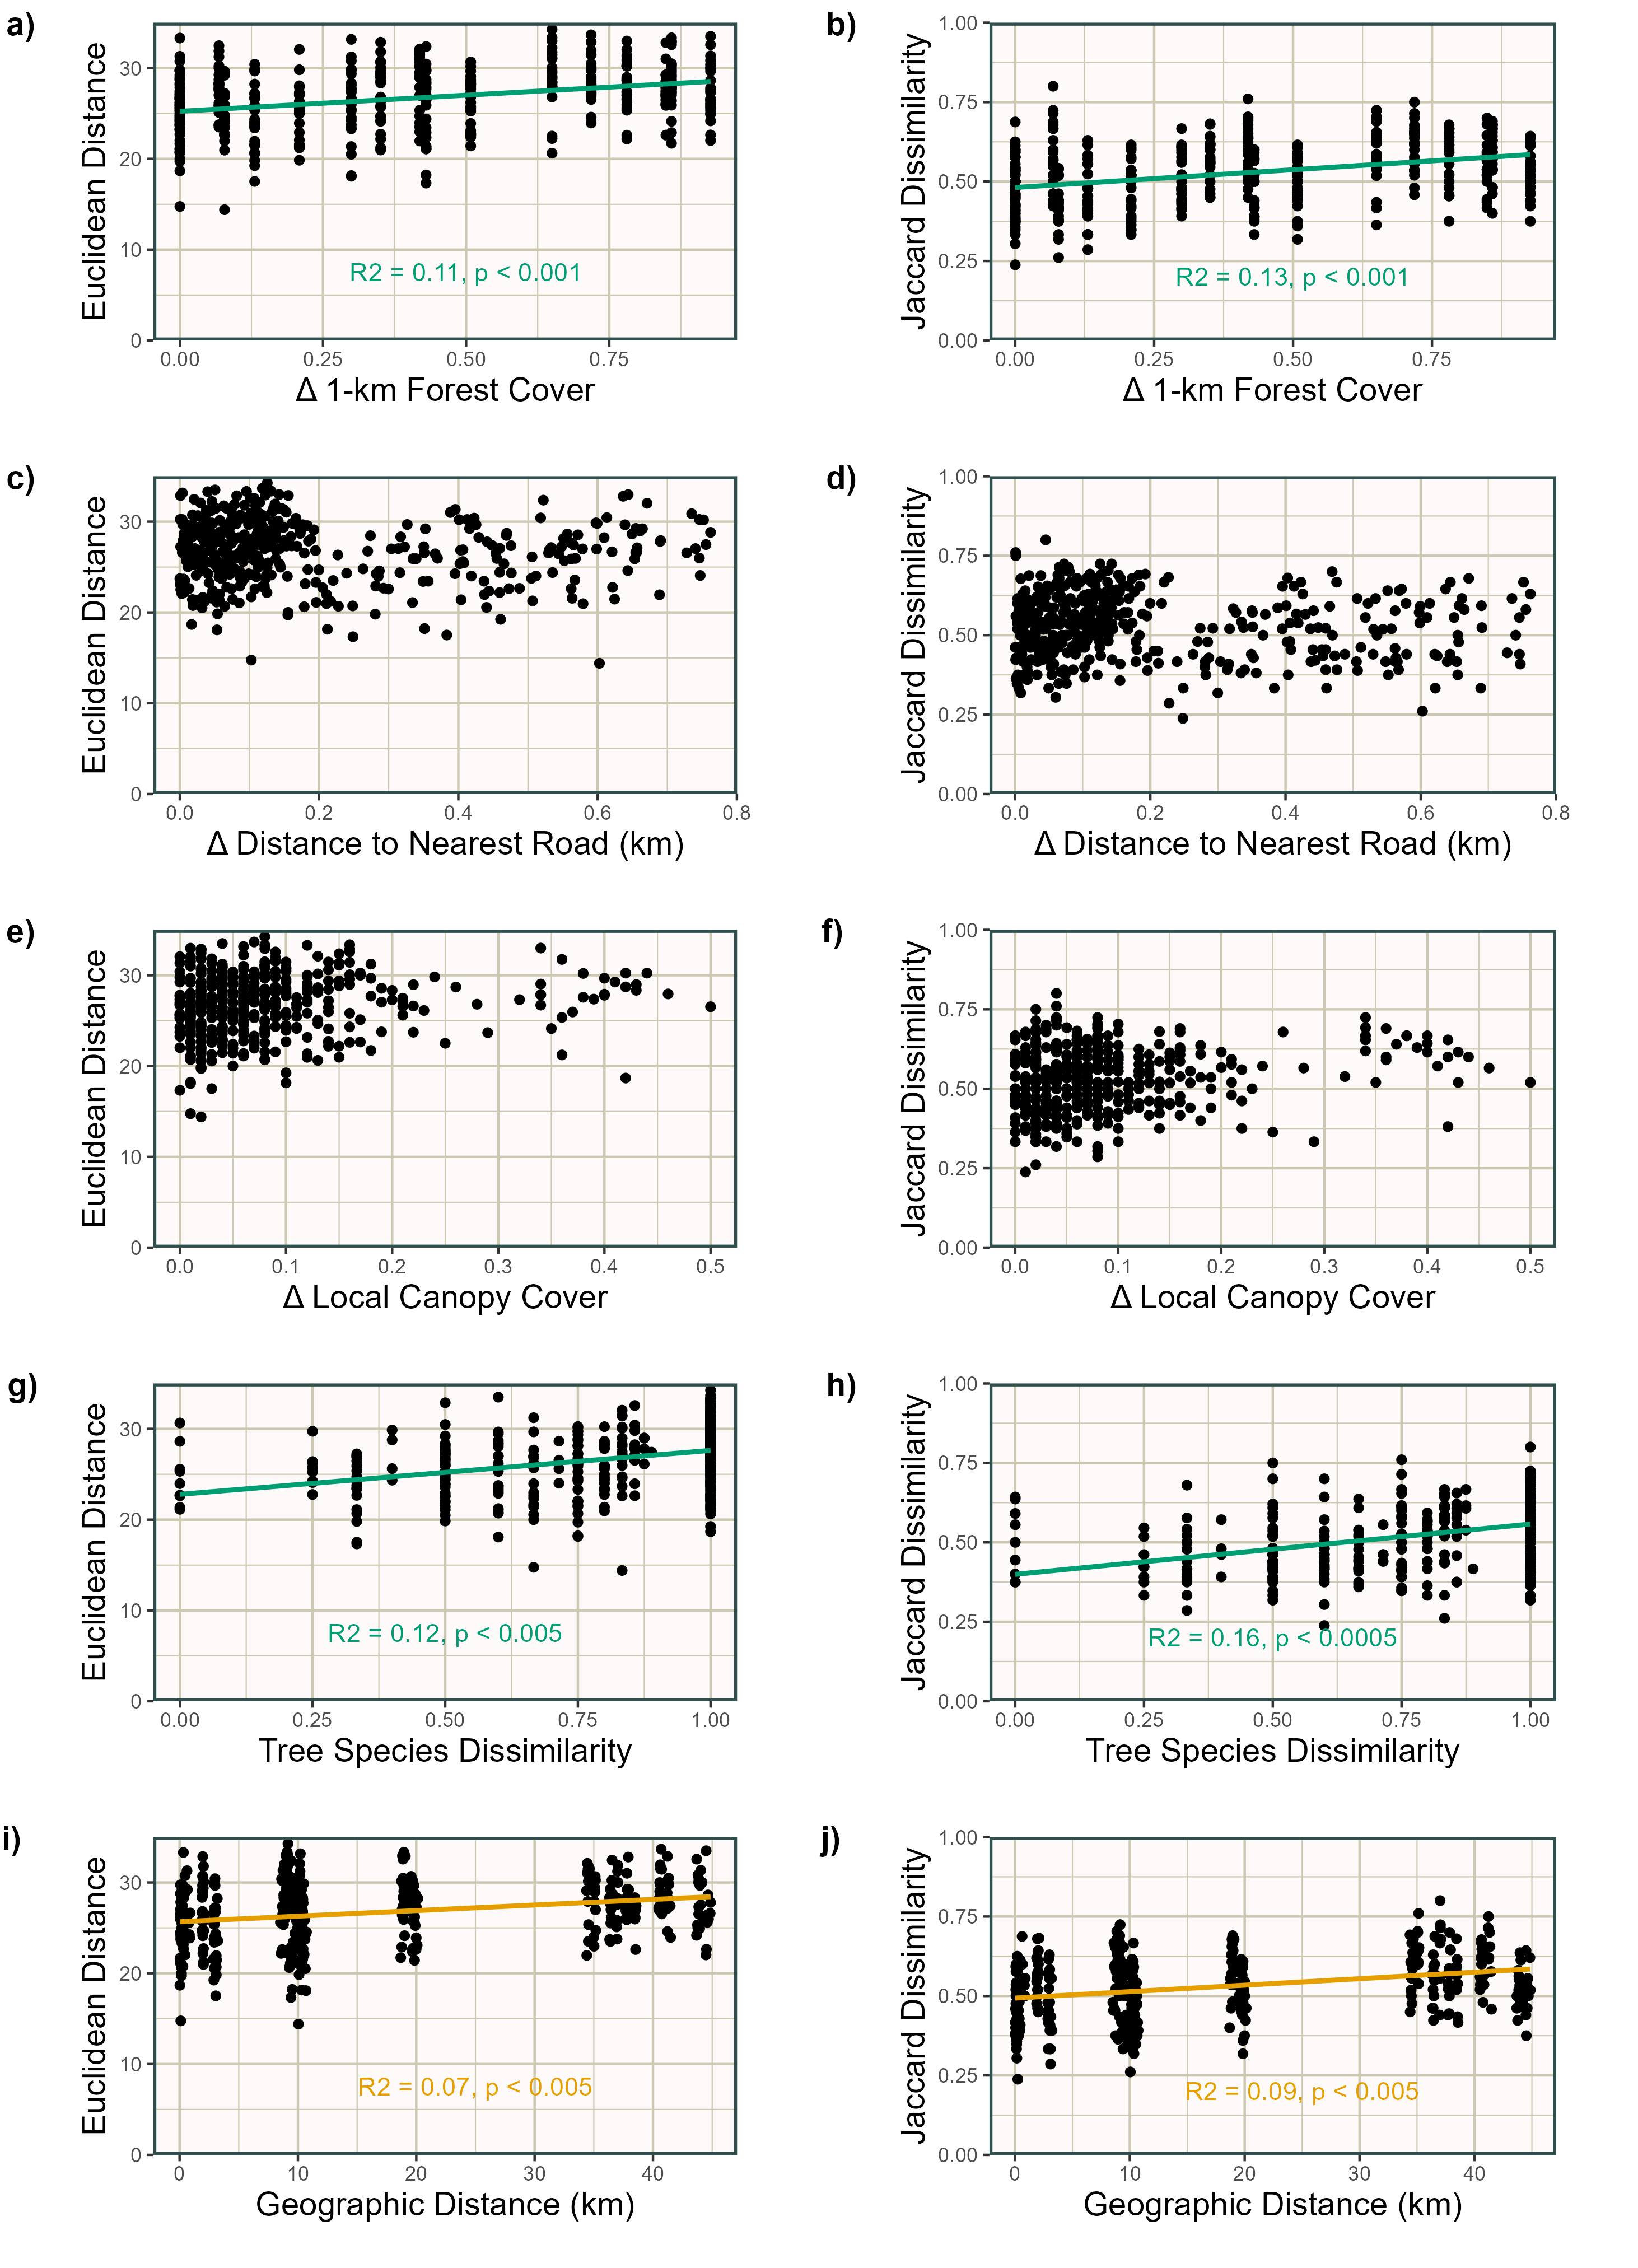 a)
Euclidean Distance
30
20
10
0
R2 = 0.11, p < 0.001
0.00 0.25 0.50 0.75
Δ 1-km Forest Cover
b)
Jaccard Dissimilarity
1.00
0.75
0.50
0.25
0.00
R2 = 0.13, p < 0.001
0.00 0.25 0.50 0.75
Δ 1-km Forest Cover
c)
Euclidean Distance
30
20
10
0
0.0 0.2 0.4 0.6 0.8
Δ Distance to Nearest Road (km)
d)
Jaccard Dissimilarity
1.00
0.75
0.50
0.25
0.00
0.0 0.2 0.4 0.6 0.8
Δ Distance to Nearest Road (km)
e)
Euclidean Distance
30
20
10
0
0.0 0.1 0.2 0.3 0.4 0.5
Δ Local Canopy Cover
f)
Jaccard Dissimilarity
1.00
0.75
0.50
0.25
0.00
0.0 0.1 0.2 0.3 0.4 0.5
Δ Local Canopy Cover
g)
Euclidean Distance
30
20
10
0
R2 = 0.12, p < 0.005
0.00 0.25 0.50 0.75 1.00
Tree Species Dissimilarity
h)
Jaccard Dissimilarity
1.00
0.75
0.50
0.25
0.00
R2 = 0.16, p < 0.0005
0.00 0.25 0.50 0.75 1.00
Tree Species Dissimilarity
i)
Euclidean Distance
30
20
10
0
R2 = 0.07, p < 0.005
0 10 20 30 40
Geographic Distance (km)
j)
Jaccard Dissimilarity
1.00
0.75
0.50
0.25
0.00
R2 = 0.09, p < 0.005
0 10 20 30 40
Geographic Distance (km)